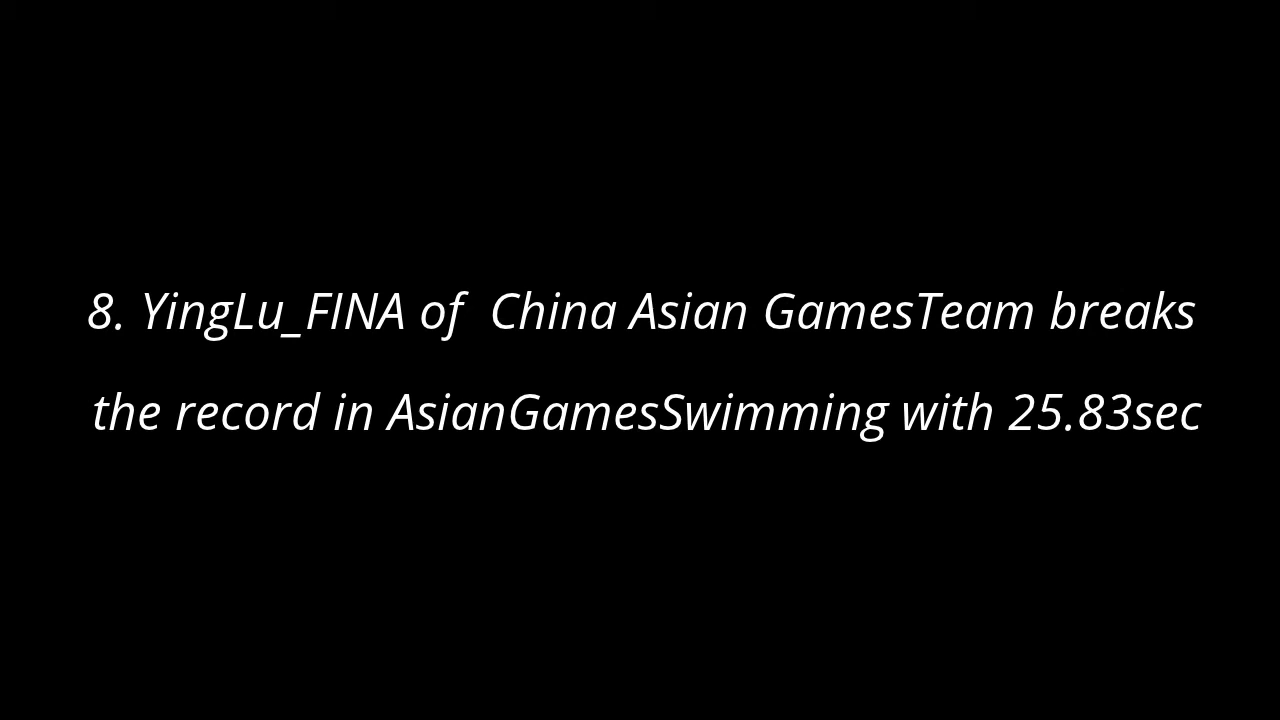 8. YingLu_FINA of  China Asian GamesTeam breaks
the record in AsianGamesSwimming with 25.83sec